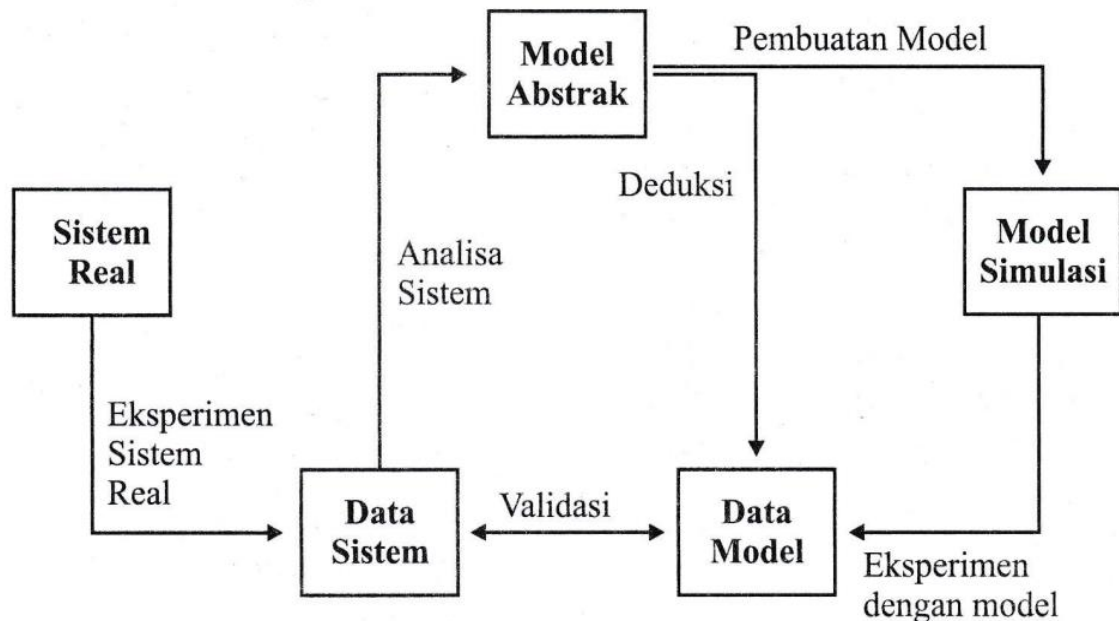 Model
Abstrak
Pembuatan Model
Deduksi
Sistem
Real
Analisa
Sistem
Model
Simulasi
Eksperimen
Sistem
Real
Data
Sistem
Validasi
Data
Model
Eksperimen
dengan model